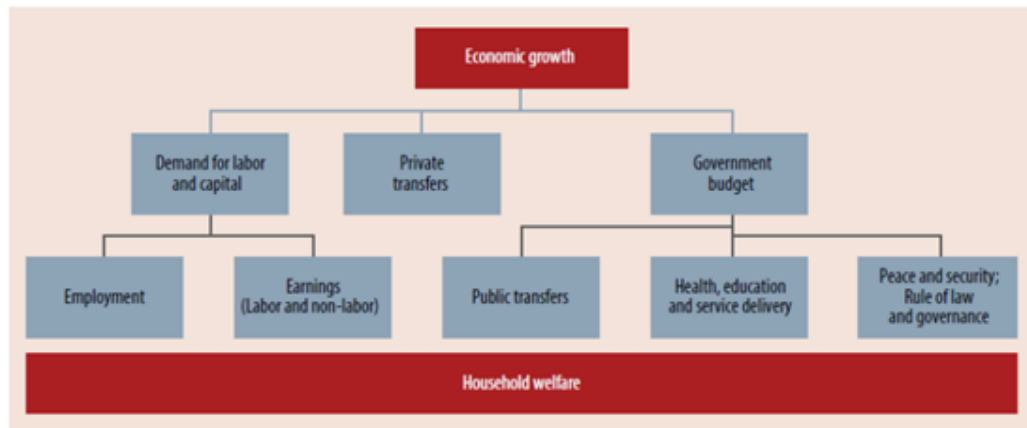 Economic growth
Demand for labor
and capital
Private
transfers
Government
budget
Employment
Earnings
(Labor and non-labor)
Public transfers
Health, education
and service delivery
Peace and security;
Rule of law
and governance
Household welfare